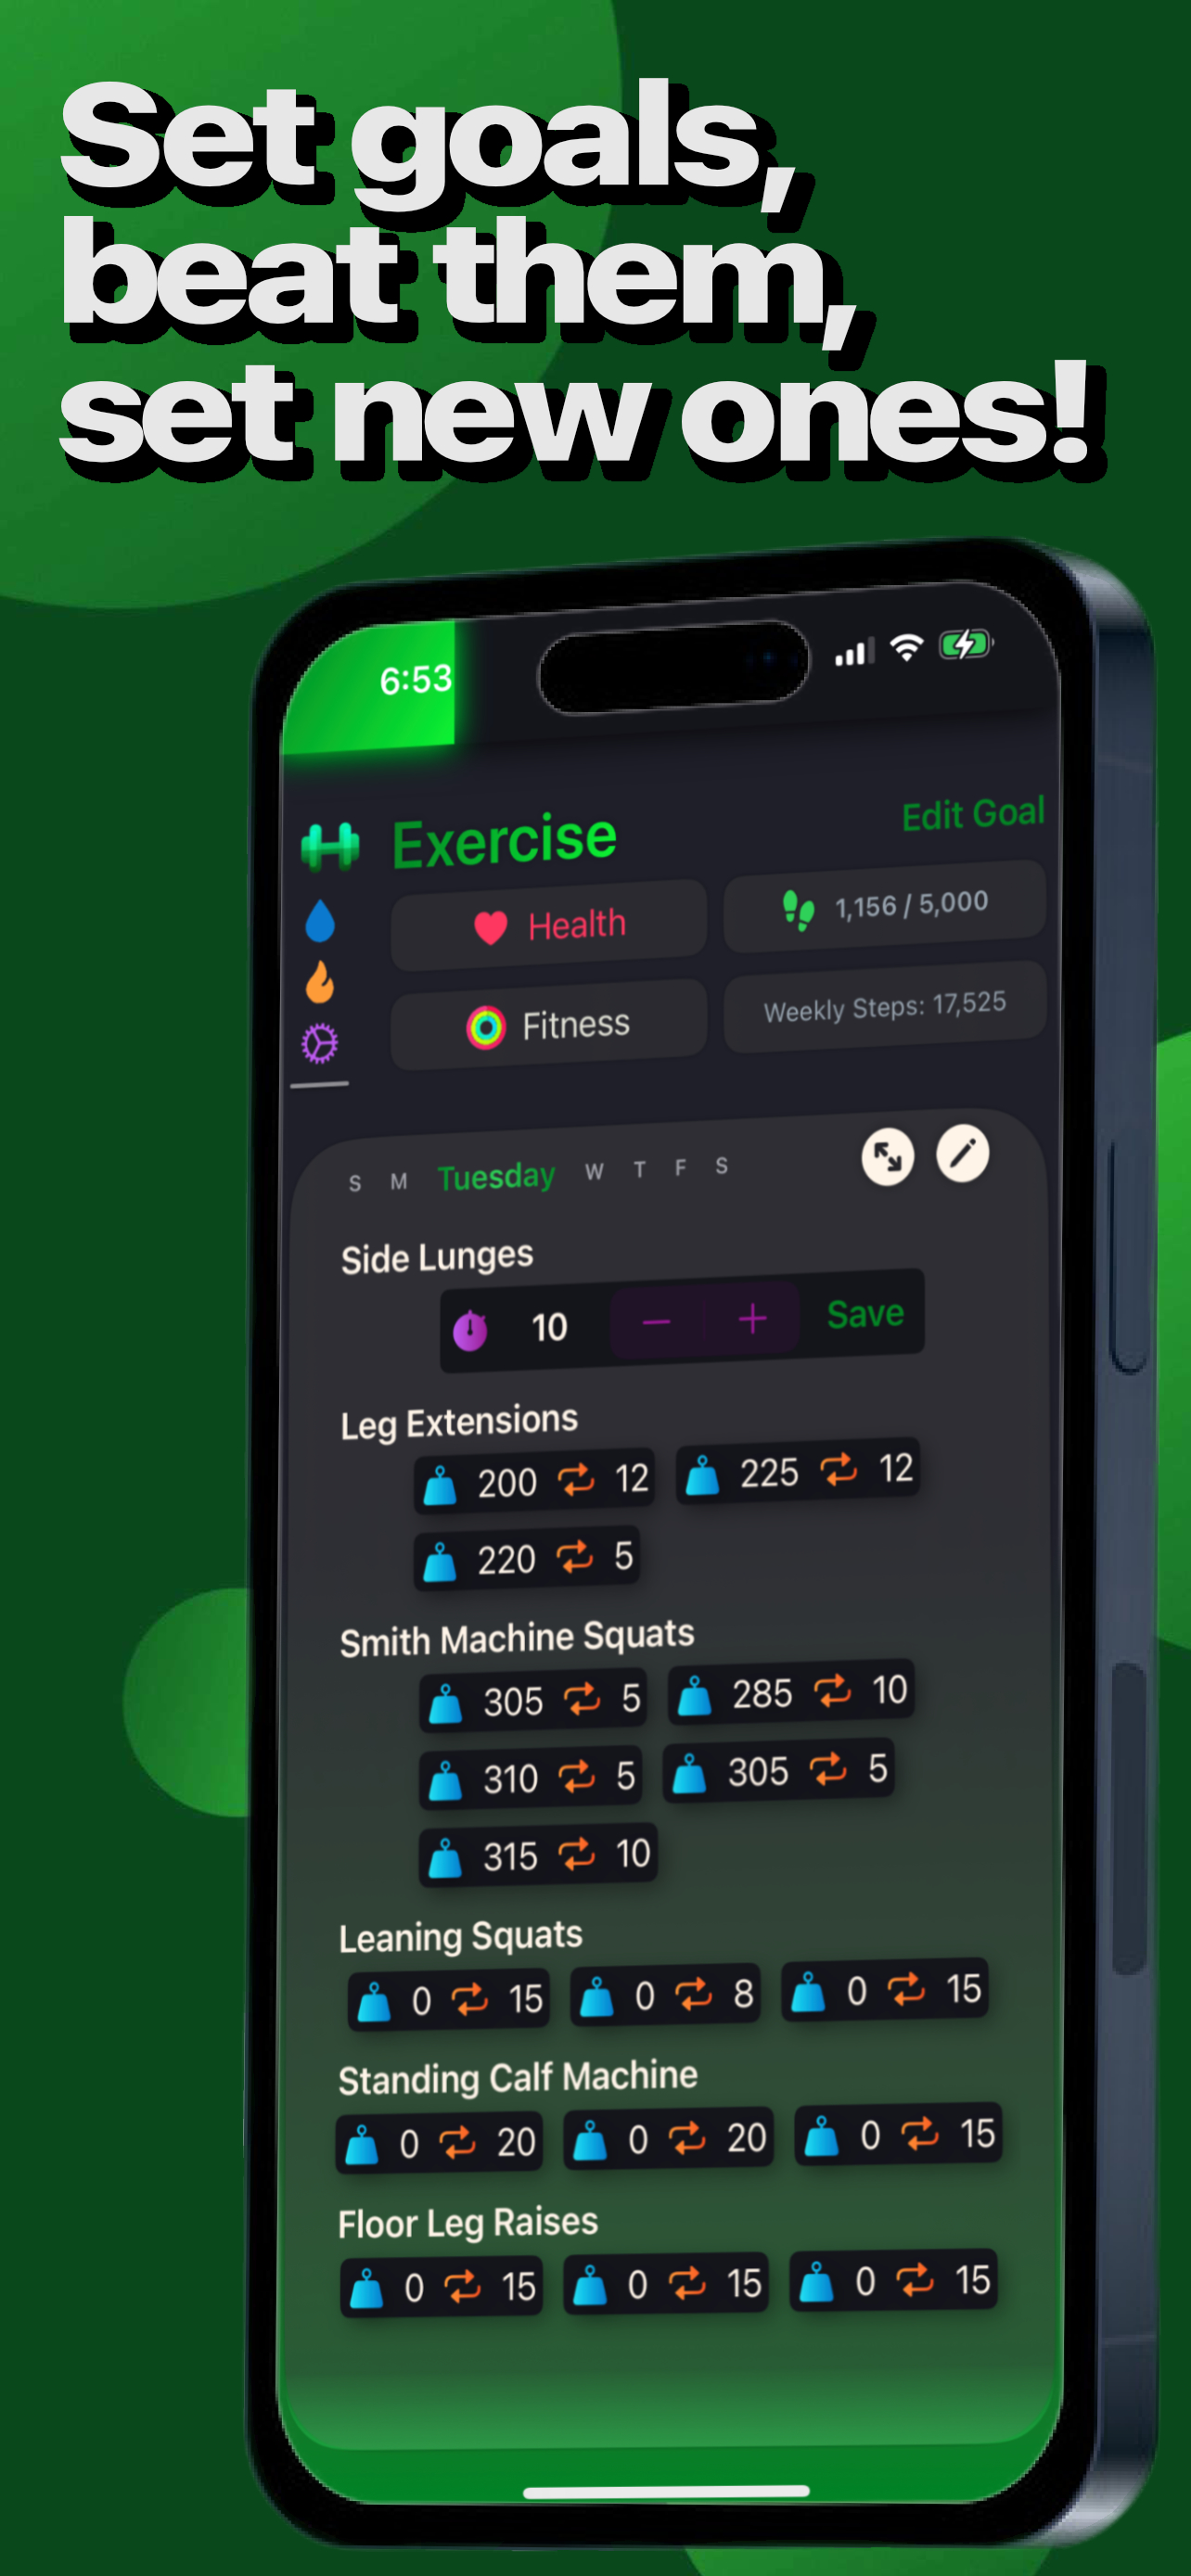 Set goals,
beat them,
set new ones!
6:53
Exercise
Edit Goal
Health
1,156 / 5,000
Fitness
Weekly Steps: 17,525
S M Tuesday W T F S
Side Lunges
10 − + Save
Leg Extensions
200 12 225 12
220 5
Smith Machine Squats
305 5 285 10
310 5 305 5
315 10
Leaning Squats
0 15 0 8 0 15
Standing Calf Machine
0 20 0 20 0 15
Floor Leg Raises
0 15 0 15 0 15